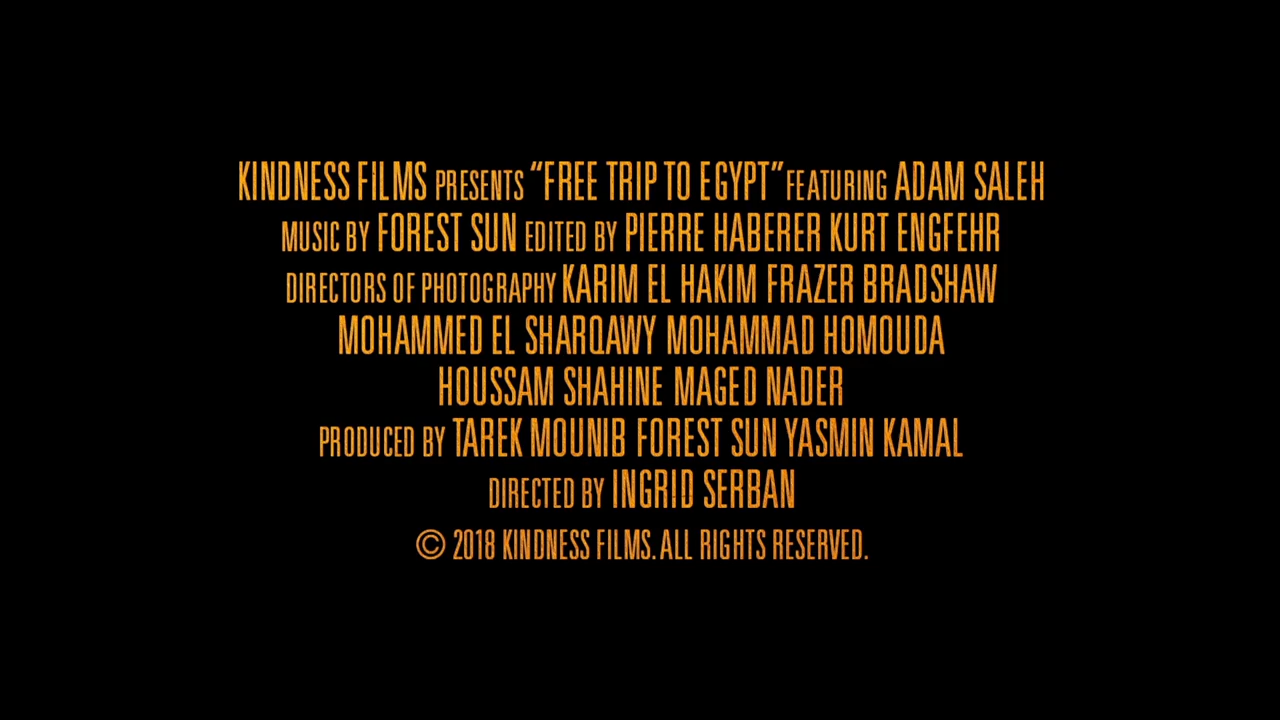 KINDNESS FILMS PRESENTS “FREE TRIP TO EGYPT” FEATURING ADAM SALEH
MUSIC BY FOREST SUN EDITED BY PIERRE HABERER KURT ENGFEHR
DIRECTORS OF PHOTOGRAPHY KARIM EL HAKIM FRAZER BRADSHAW
MOHAMMED EL SHARQAWY MOHAMMAD HOMOUDA
HOUSSAM SHAHINE MAGED NADER
PRODUCED BY TAREK MOUNIB FOREST SUN YASMIN KAMAL
DIRECTED BY INGRID SERBAN
© 2018 KINDNESS FILMS. ALL RIGHTS RESERVED.